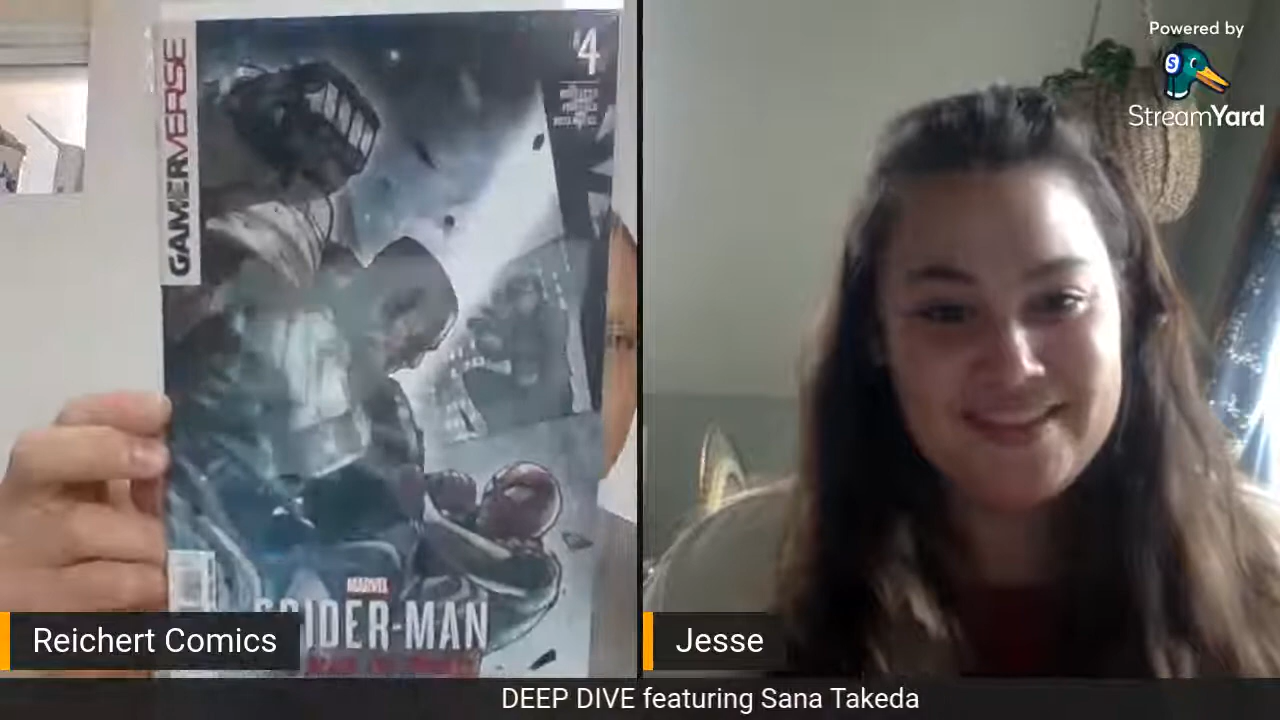 GAMERVERSE
#4
MARVEL
SPIDER-MAN
Reichert Comics
Jesse
Powered by
S
StreamYard
DEEP DIVE featuring Sana Takeda